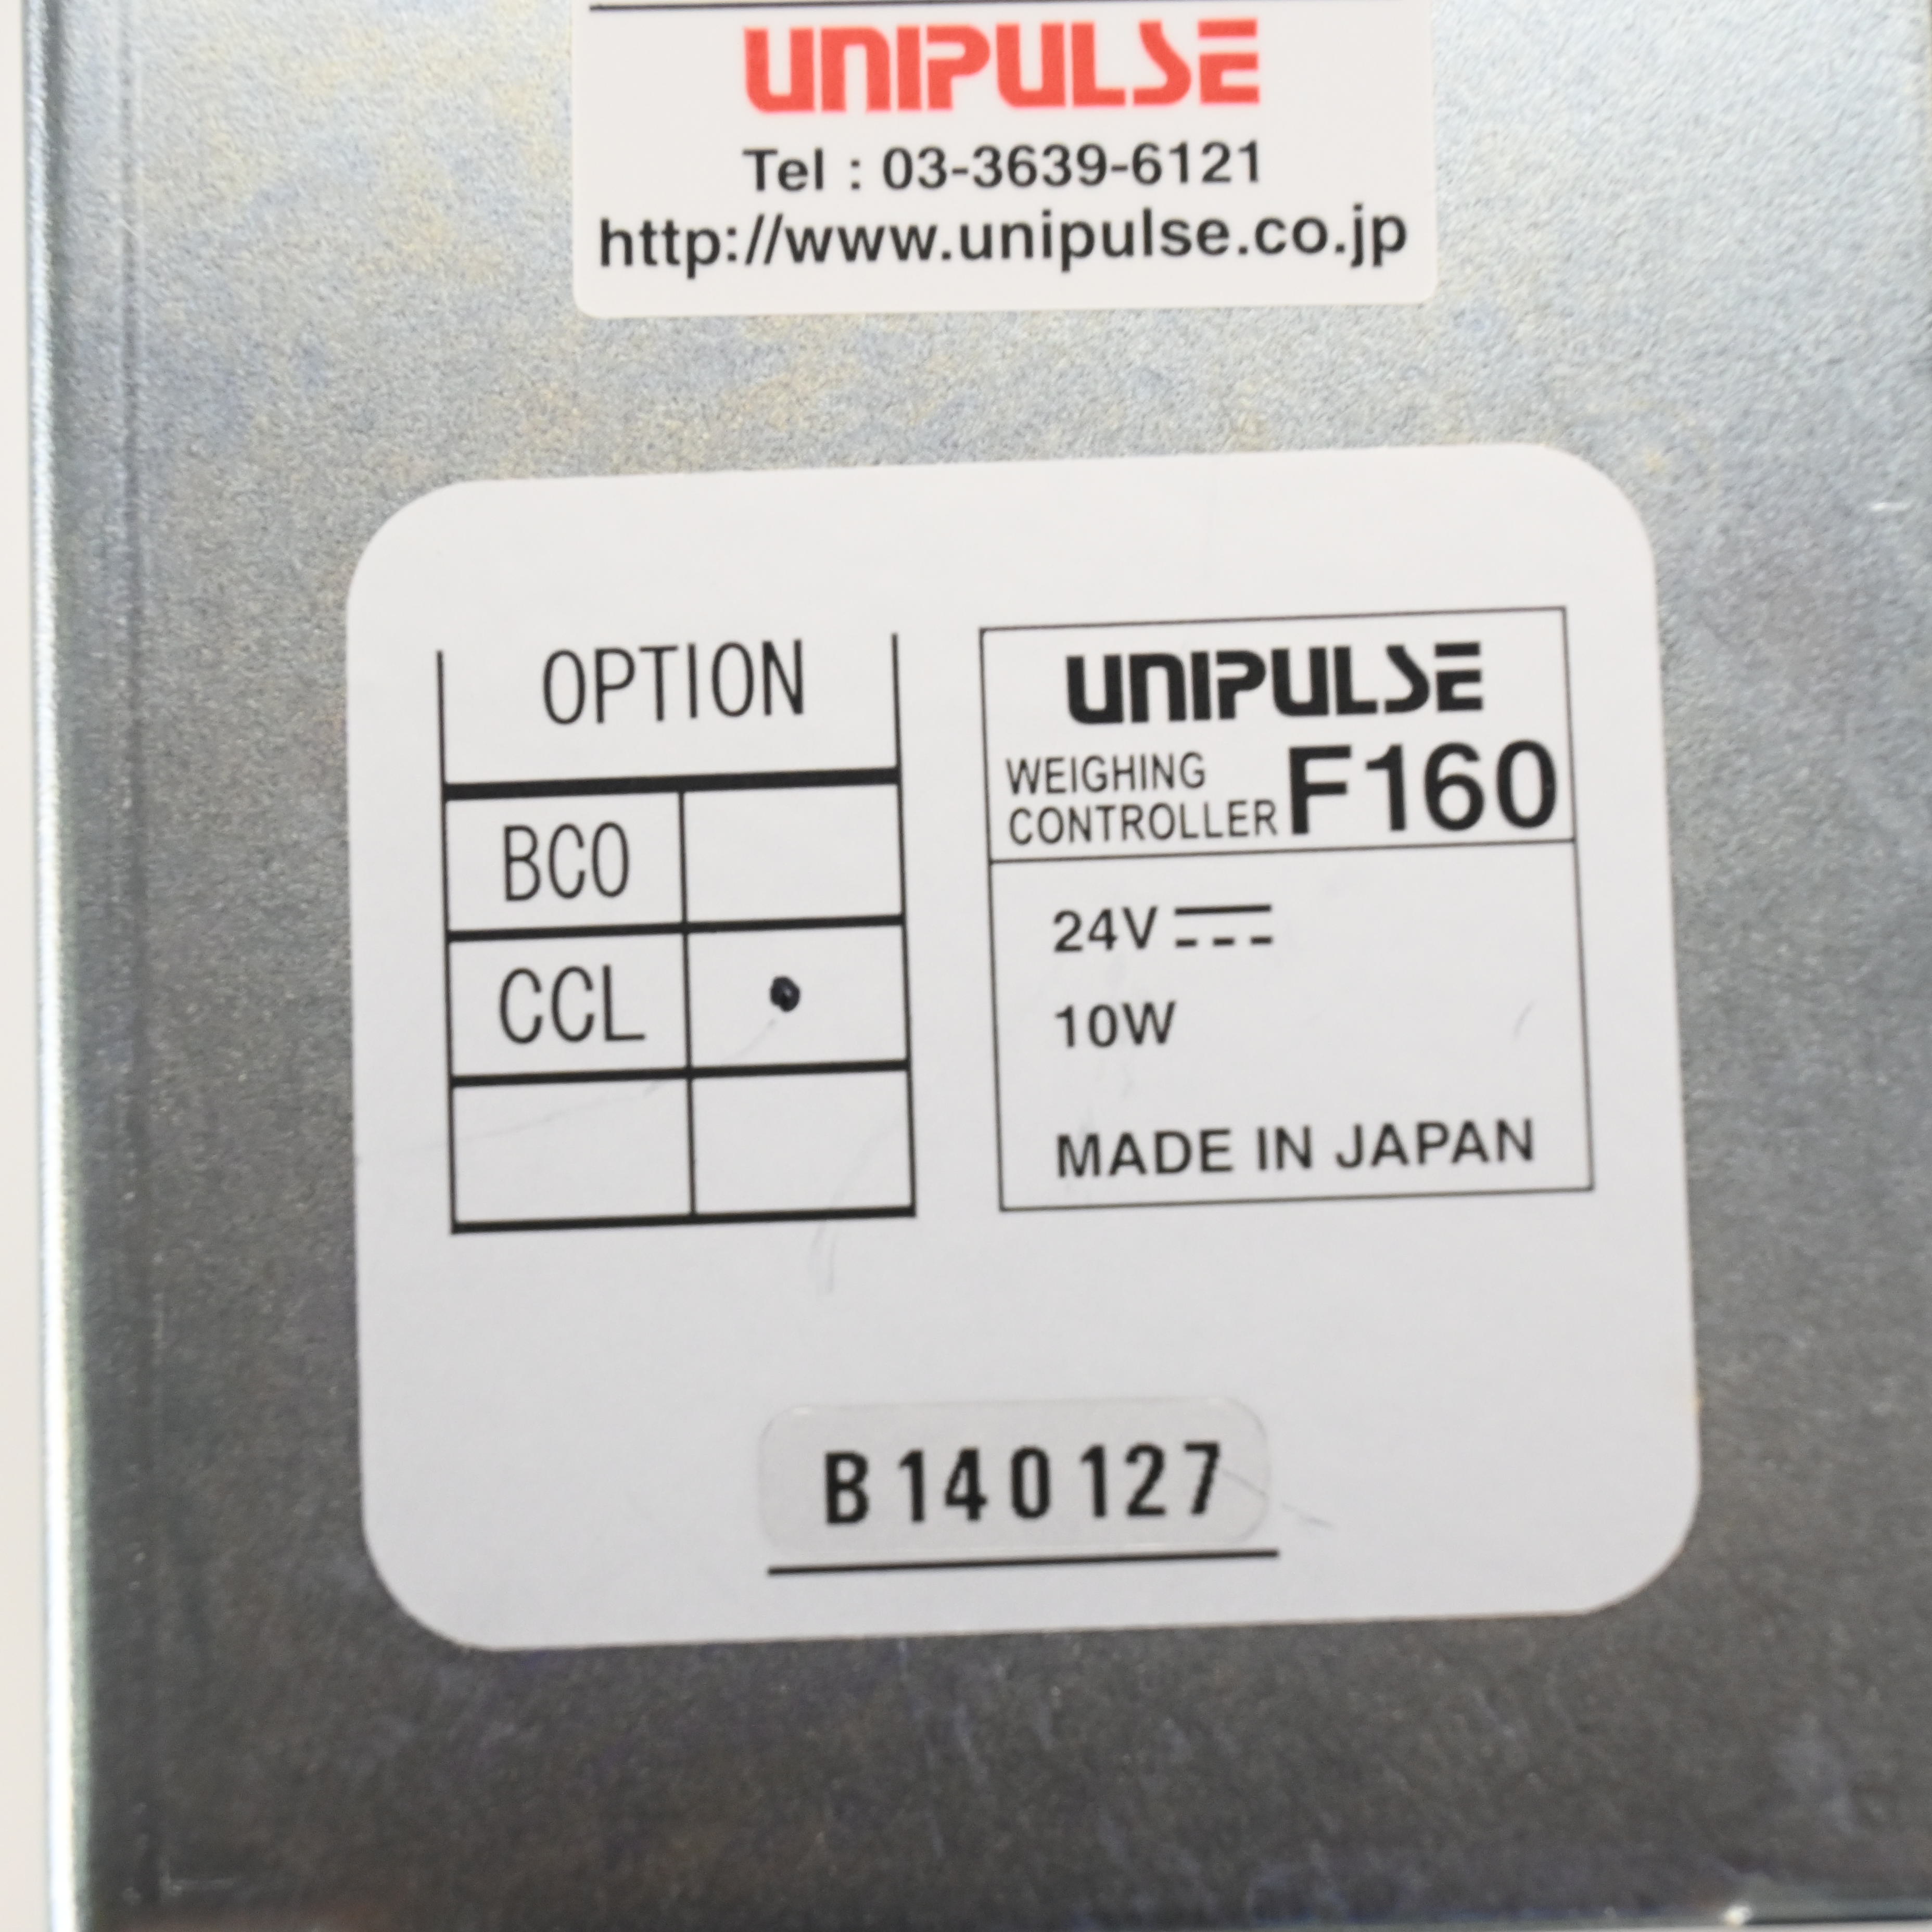 UNIPULSE
Tel : 03-3639-6121
http://www.unipulse.co.jp
OPTION
BCO
CCL
UNIPULSE
WEIGHING
CONTROLLER F160
24V
10W
MADE IN JAPAN
B140127